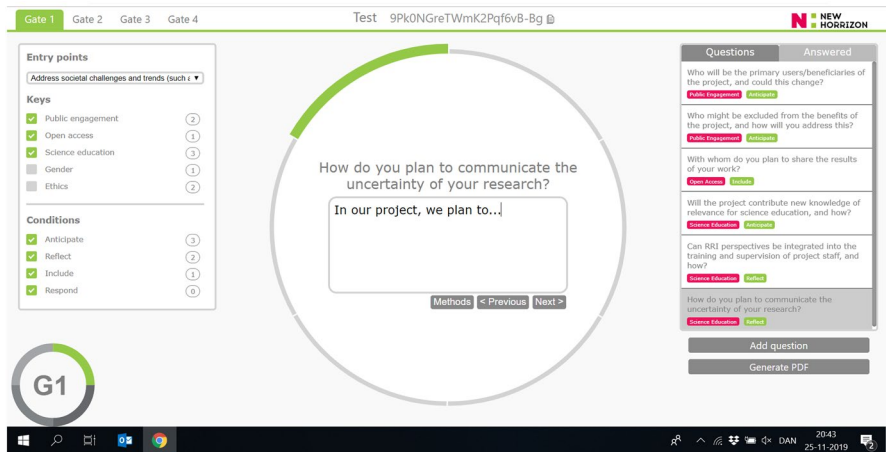 Gate 1 Gate 2 Gate 3 Gate 4
Test 9Pk0NGreTWmK2Pqf6vB-Bg
NEW
HORRIZON
Entry points
Address societal challenges and trends (such
Keys
Public engagement 2
Open access 1
Science education 3
Gender 1
Ethics 2
Conditions
Anticipate 3
Reflect 2
Include 1
Respond 0
G1
How do you plan to communicate the
uncertainty of your research?
In our project, we plan to...
Methods < Previous Next >
Questions Answered
Who will be the primary users/beneficiaries of
the project, and could this change?
Public Engagement Anticipate
Who might be excluded from the benefits of
the project, and how will you address this?
Public Engagement Anticipate
With whom do you plan to share the results
of your work?
Open Access Include
Will the project contribute new knowledge of
relevance for science education, and how?
Science Education Anticipate
Can RRI perspectives be integrated into the
training and supervision of project staff, and
how?
Science Education Reflect
How do you plan to communicate the
uncertainty of your research?
Science Education Reflect
Add question
Generate PDF
DAN
20:43
25-11-2019
2